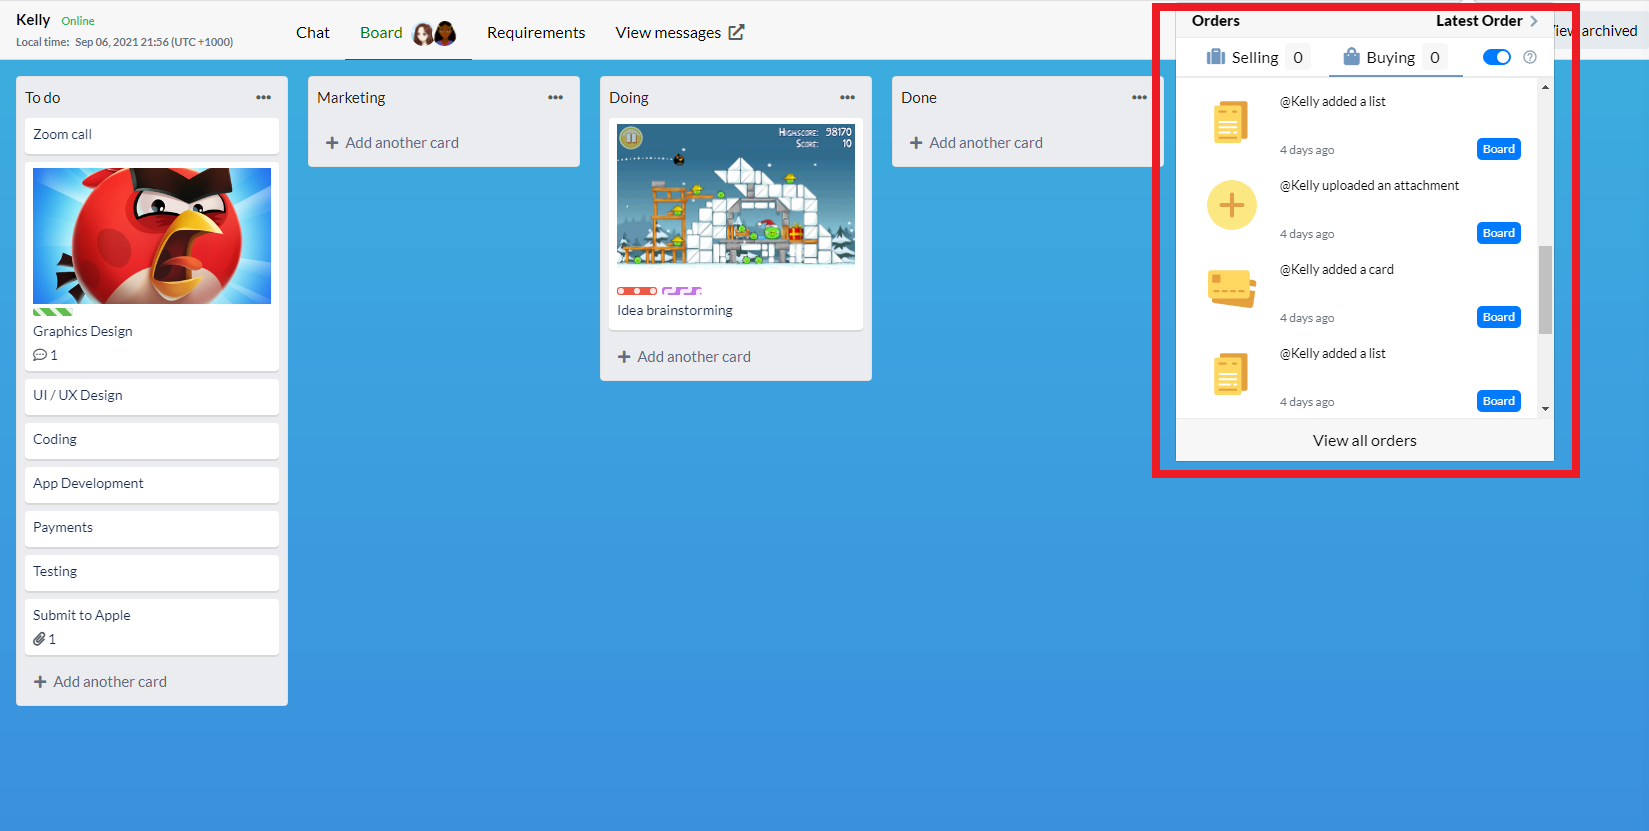 Kelly Online
Local time: Sep 06, 2021 21:56 (UTC +1000)
Chat
Board
Requirements
View messages
archived
Orders
Latest Order
Selling 0
Buying 0
@Kelly added a list
4 days ago
Board
@Kelly uploaded an attachment
4 days ago
Board
@Kelly added a card
4 days ago
Board
@Kelly added a list
4 days ago
Board
View all orders
To do
Zoom call
Graphics Design
1
UI / UX Design
Coding
App Development
Payments
Testing
Submit to Apple
1
Add another card
Marketing
Add another card
Doing
Highscore: 98170
Score: 10
Idea brainstorming
Add another card
Done
Add another card